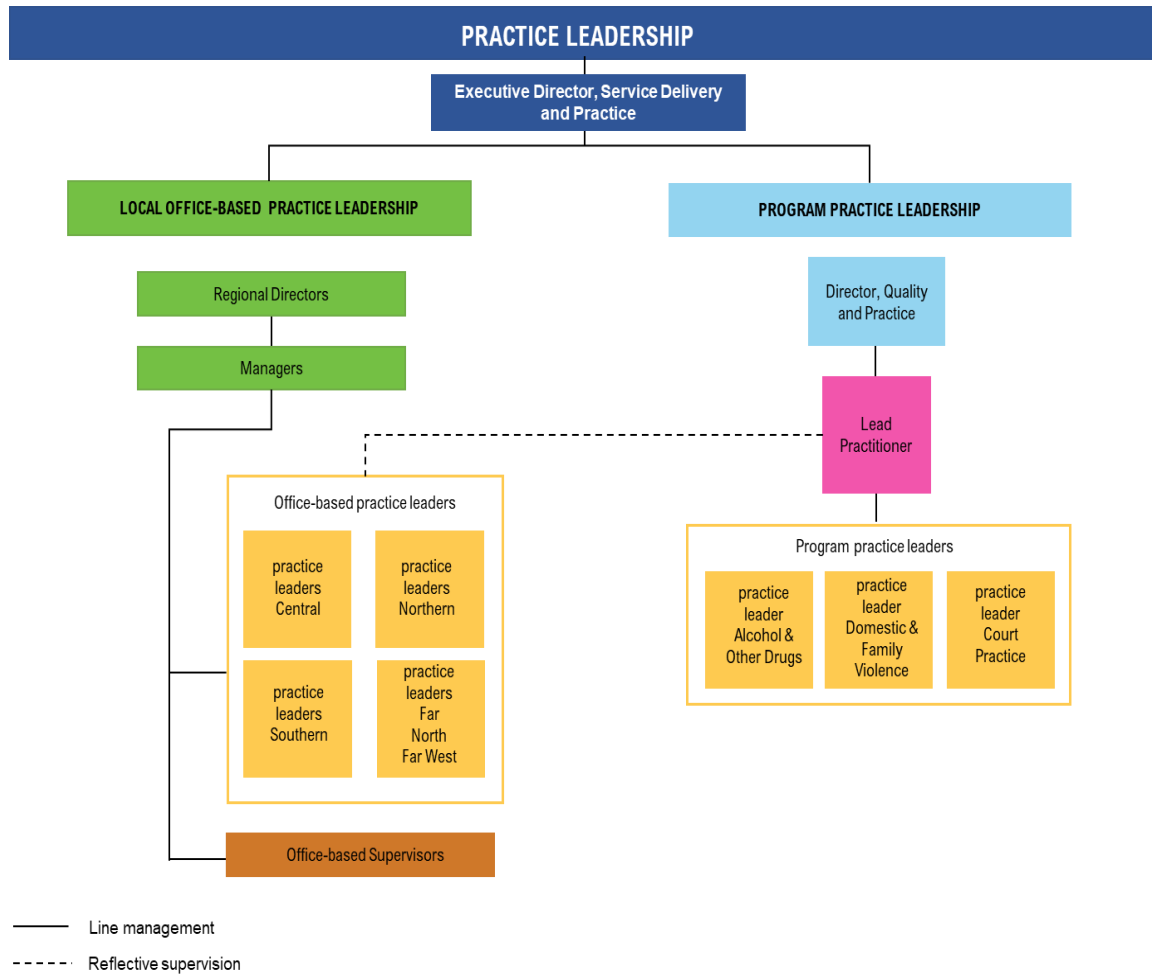 PRACTICE LEADERSHIP
Executive Director, Service Delivery
and Practice
LOCAL OFFICE-BASED PRACTICE LEADERSHIP
PROGRAM PRACTICE LEADERSHIP
Regional Directors
Managers
Director, Quality
and Practice
Lead
Practitioner
Office-based practice leaders
practice
leaders
Central
practice
leaders
Northern
practice
leaders
Southern
practice
leaders
Far
North
Far West
Program practice leaders
practice
leader
Alcohol &
Other Drugs
practice
leader
Domestic &
Family
Violence
practice
leader
Court
Practice
Office-based Supervisors
Line management
Reflective supervision